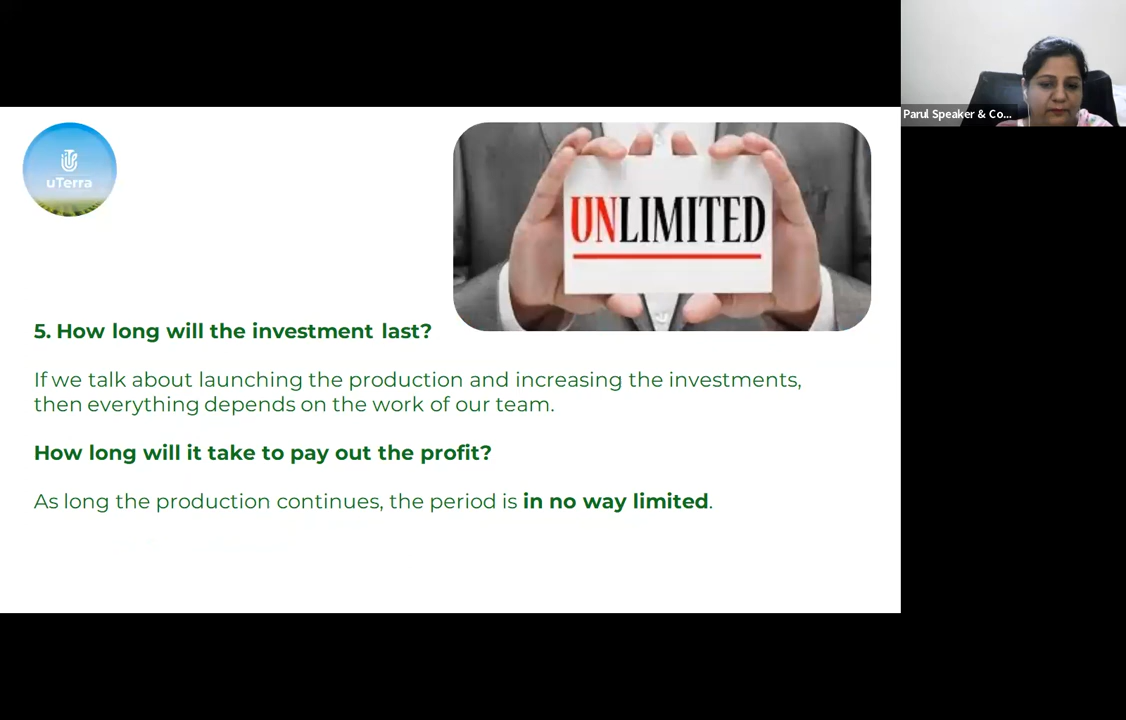 Parul Speaker & Co...
uTerra
UNLIMITED
5. How long will the investment last?
If we talk about launching the production and increasing the investments,
then everything depends on the work of our team.
How long will it take to pay out the profit?
As long the production continues, the period is in no way limited.